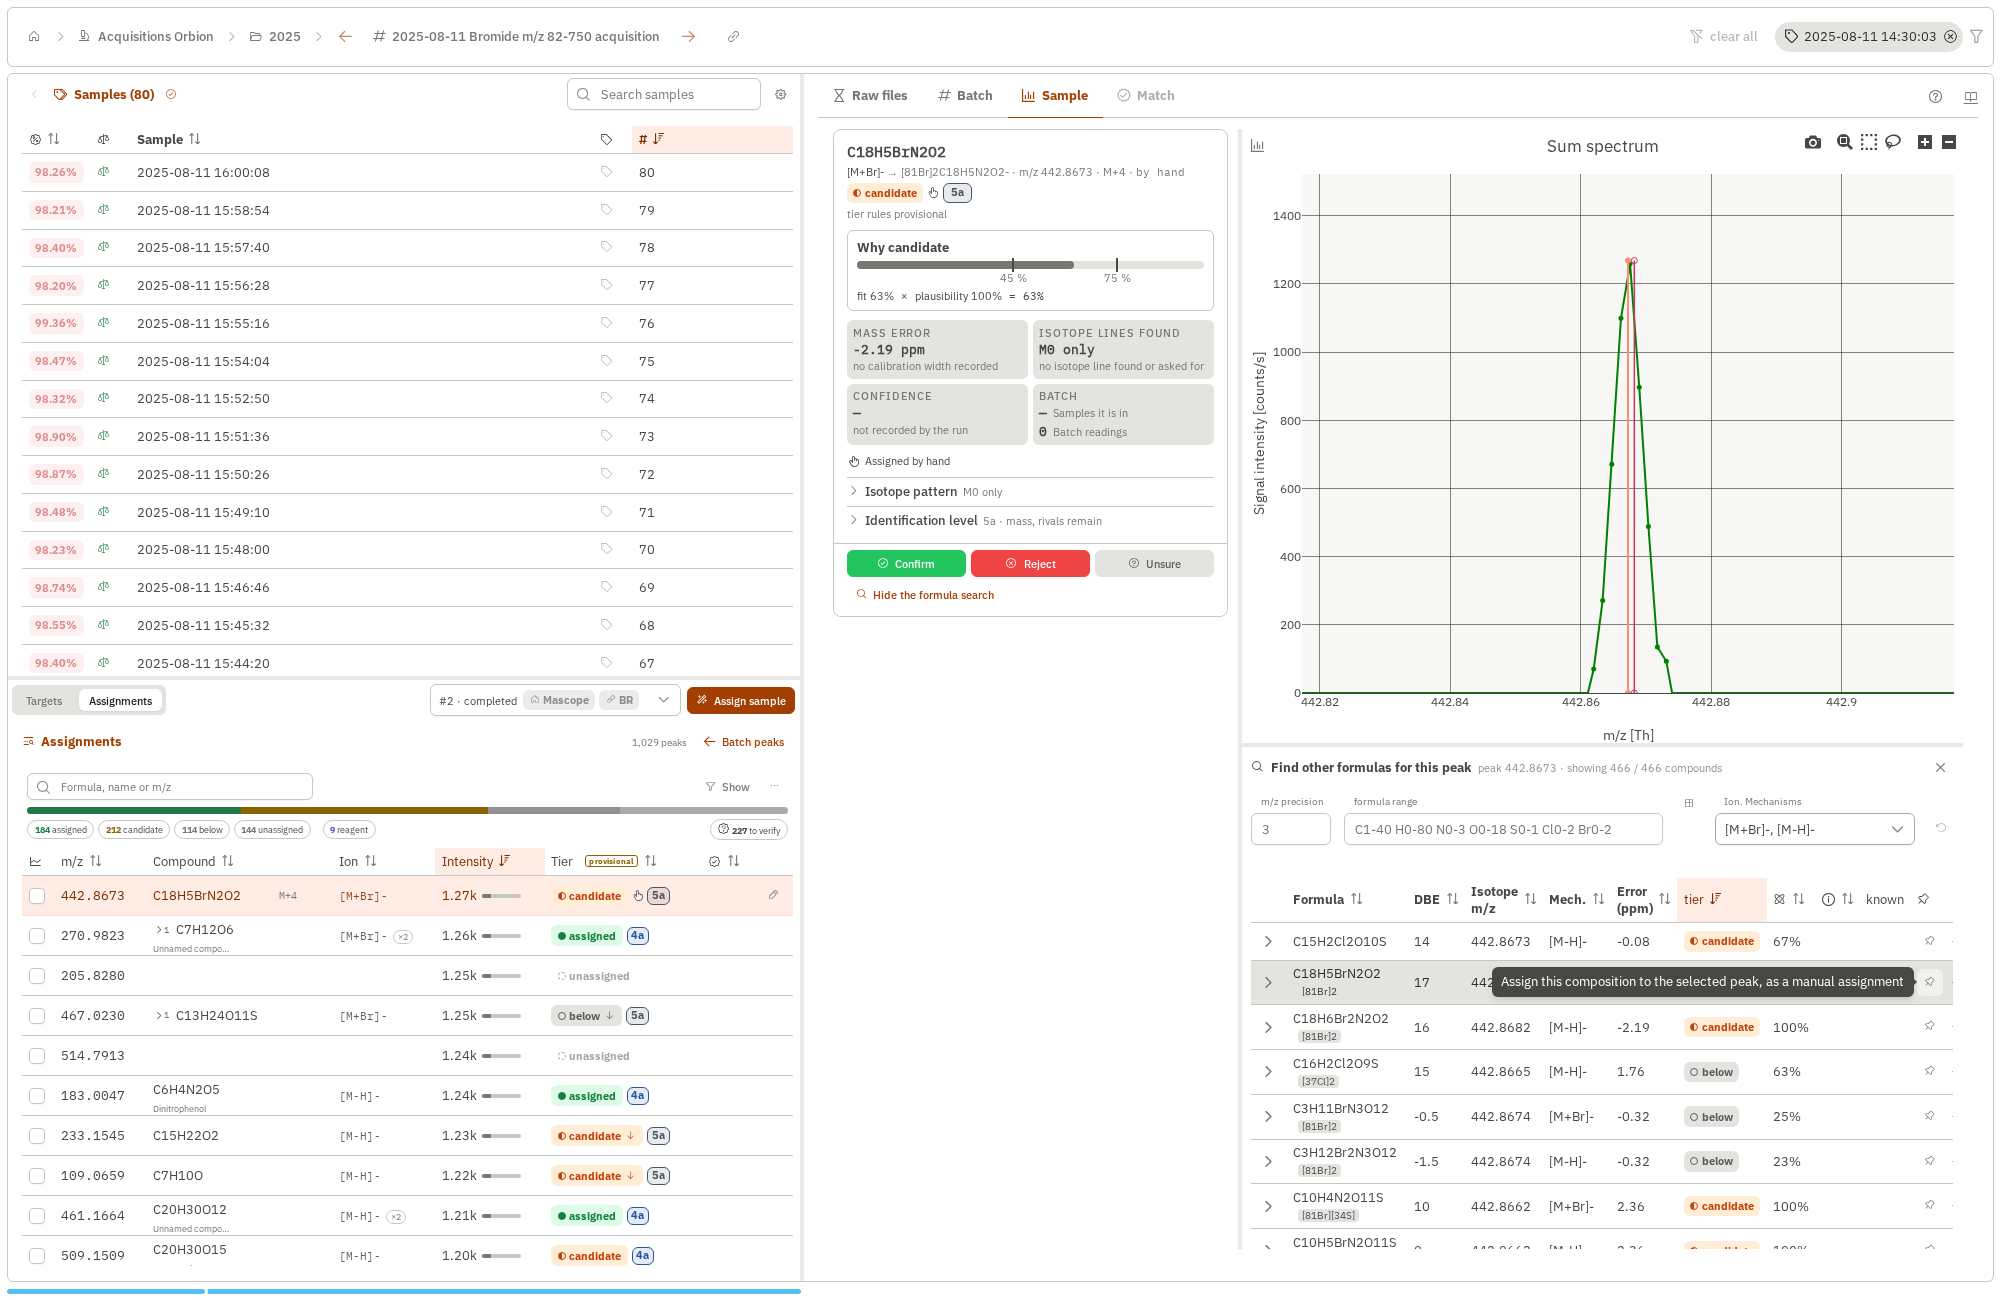 Acquisitions Orbion
2025
2025-08-11 Bromide m/z 82-750 acquisition
clear all
2025-08-11 14:30:03
Samples (80)
Search samples
Sample
#
98.26% 2025-08-11 16:00:08 80
98.21% 2025-08-11 15:58:54 79
98.40% 2025-08-11 15:57:40 78
98.20% 2025-08-11 15:56:28 77
99.36% 2025-08-11 15:55:16 76
98.47% 2025-08-11 15:54:04 75
98.32% 2025-08-11 15:52:50 74
98.90% 2025-08-11 15:51:36 73
98.87% 2025-08-11 15:50:26 72
98.48% 2025-08-11 15:49:10 71
98.23% 2025-08-11 15:48:00 70
98.74% 2025-08-11 15:46:46 69
98.55% 2025-08-11 15:45:32 68
98.40% 2025-08-11 15:44:20 67
Targets Assignments
#2 · completed Mascope BR
Assign sample
Assignments
1,029 peaks
Batch peaks
Formula, name or m/z
Show
184 assigned 212 candidate 114 below 144 unassigned 9 reagent
227 to verify
m/z Compound Ion Intensity Tier provisional
442.8673 C18H5BrN2O2 M+4 [M+Br]- 1.27k candidate 5a
270.9823 1 C7H12O6 [M+Br]- ×2 1.26k assigned 4a
Unnamed compo…
205.8280 1.25k unassigned
467.0230 1 C13H24O11S [M+Br]- 1.25k below 5a
514.7913 1.24k unassigned
183.0047 C6H4N2O5 [M-H]- 1.24k assigned 4a
Dinitrophenol
233.1545 C15H22O2 [M-H]- 1.23k candidate 5a
109.0659 C7H10O [M-H]- 1.22k candidate 5a
461.1664 C20H30O12 [M-H]- ×2 1.21k assigned 4a
Unnamed compo…
509.1509 C20H30O15 [M-H]- 1.20k candidate 4a
Raw files Batch Sample Match
C18H5BrN2O2
[M+Br]- → [81Br]2C18H5N2O2- · m/z 442.8673 · M+4 · by hand
candidate 5a
tier rules provisional
Why candidate
45 % 75 %
fit 63% × plausibility 100% = 63%
MASS ERROR
-2.19 ppm
no calibration width recorded
ISOTOPE LINES FOUND
M0 only
no isotope line found or asked for
CONFIDENCE
—
not recorded by the run
BATCH
— Samples it is in
0 Batch readings
Assigned by hand
Isotope pattern M0 only
Identification level 5a · mass, rivals remain
Confirm Reject Unsure
Hide the formula search
Sum spectrum
Signal intensity [counts/s]
1400
1200
1000
800
600
400
200
0
442.82 442.84 442.86 442.88 442.9
m/z [Th]
Find other formulas for this peak peak 442.8673 · showing 466 / 466 compounds
m/z precision
3
formula range
C1-40 H0-80 N0-3 O0-18 S0-1 Cl0-2 Br0-2
Ion. Mechanisms
[M+Br]-, [M-H]-
Formula DBE Isotope m/z Mech. Error (ppm) tier known
C15H2Cl2O10S 14 442.8673 [M-H]- -0.08 candidate 67%
C18H5BrN2O2 17 442
[81Br]2
Assign this composition to the selected peak, as a manual assignment
C18H6Br2N2O2 16 442.8682 [M-H]- -2.19 candidate 100%
[81Br]2
C16H2Cl2O9S 15 442.8665 [M-H]- 1.76 below 63%
[37Cl]2
C3H11BrN3O12 -0.5 442.8674 [M+Br]- -0.32 below 25%
[81Br]2
C3H12Br2N3O12 -1.5 442.8674 [M-H]- -0.32 below 23%
[81Br]2
C10H4N2O11S 10 442.8662 [M+Br]- 2.36 candidate 100%
[81Br][34S]
C10H5BrN2O11S